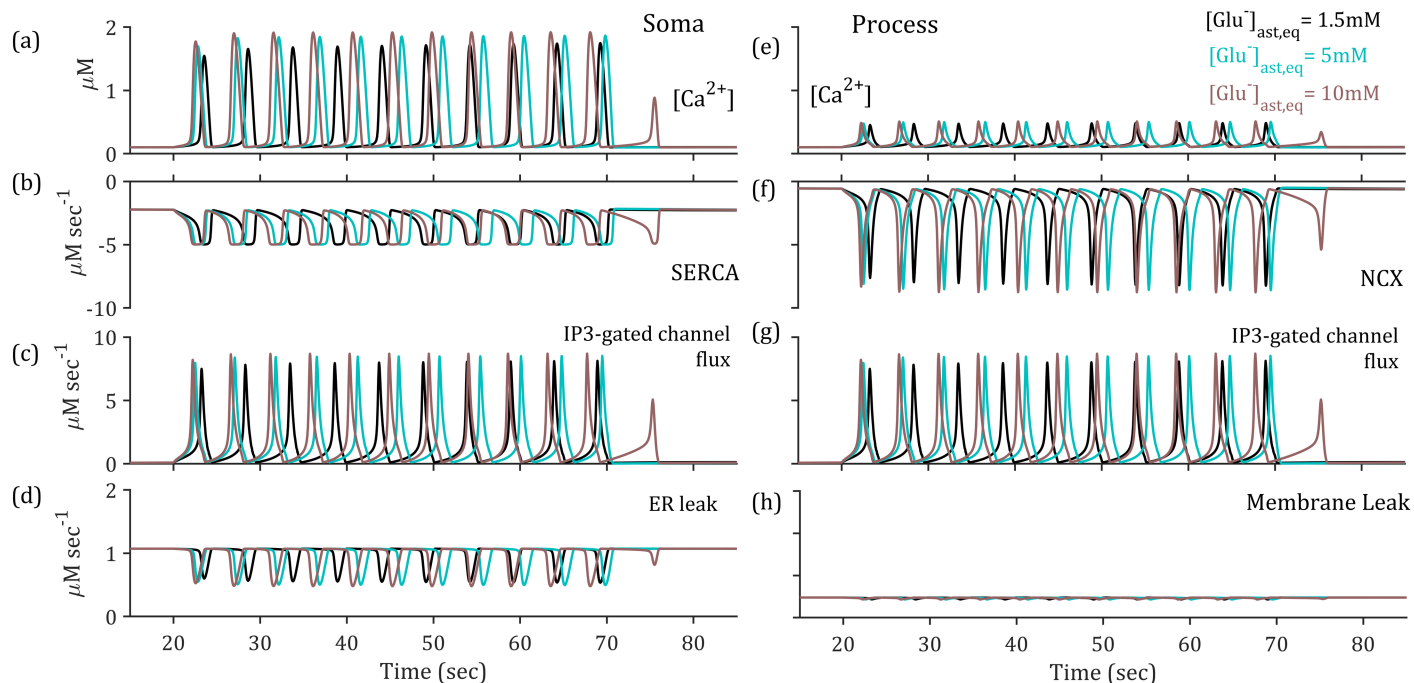 (a)
2
1
0
μM
Soma
[Ca2+]
(e)
Process
[Ca2+]
[Glu-]ast,eq = 1.5mM
[Glu-]ast,eq = 5mM
[Glu-]ast,eq = 10mM
(b)
0
-5
-10
μM sec-1
SERCA
(f)
NCX
(c)
10
5
0
μM sec-1
IP3-gated channel
flux
(g)
IP3-gated channel
flux
(d)
2
1
0
μM sec-1
ER leak
(h)
Membrane Leak
20 30 40 50 60 70 80
Time (sec)
20 30 40 50 60 70 80
Time (sec)